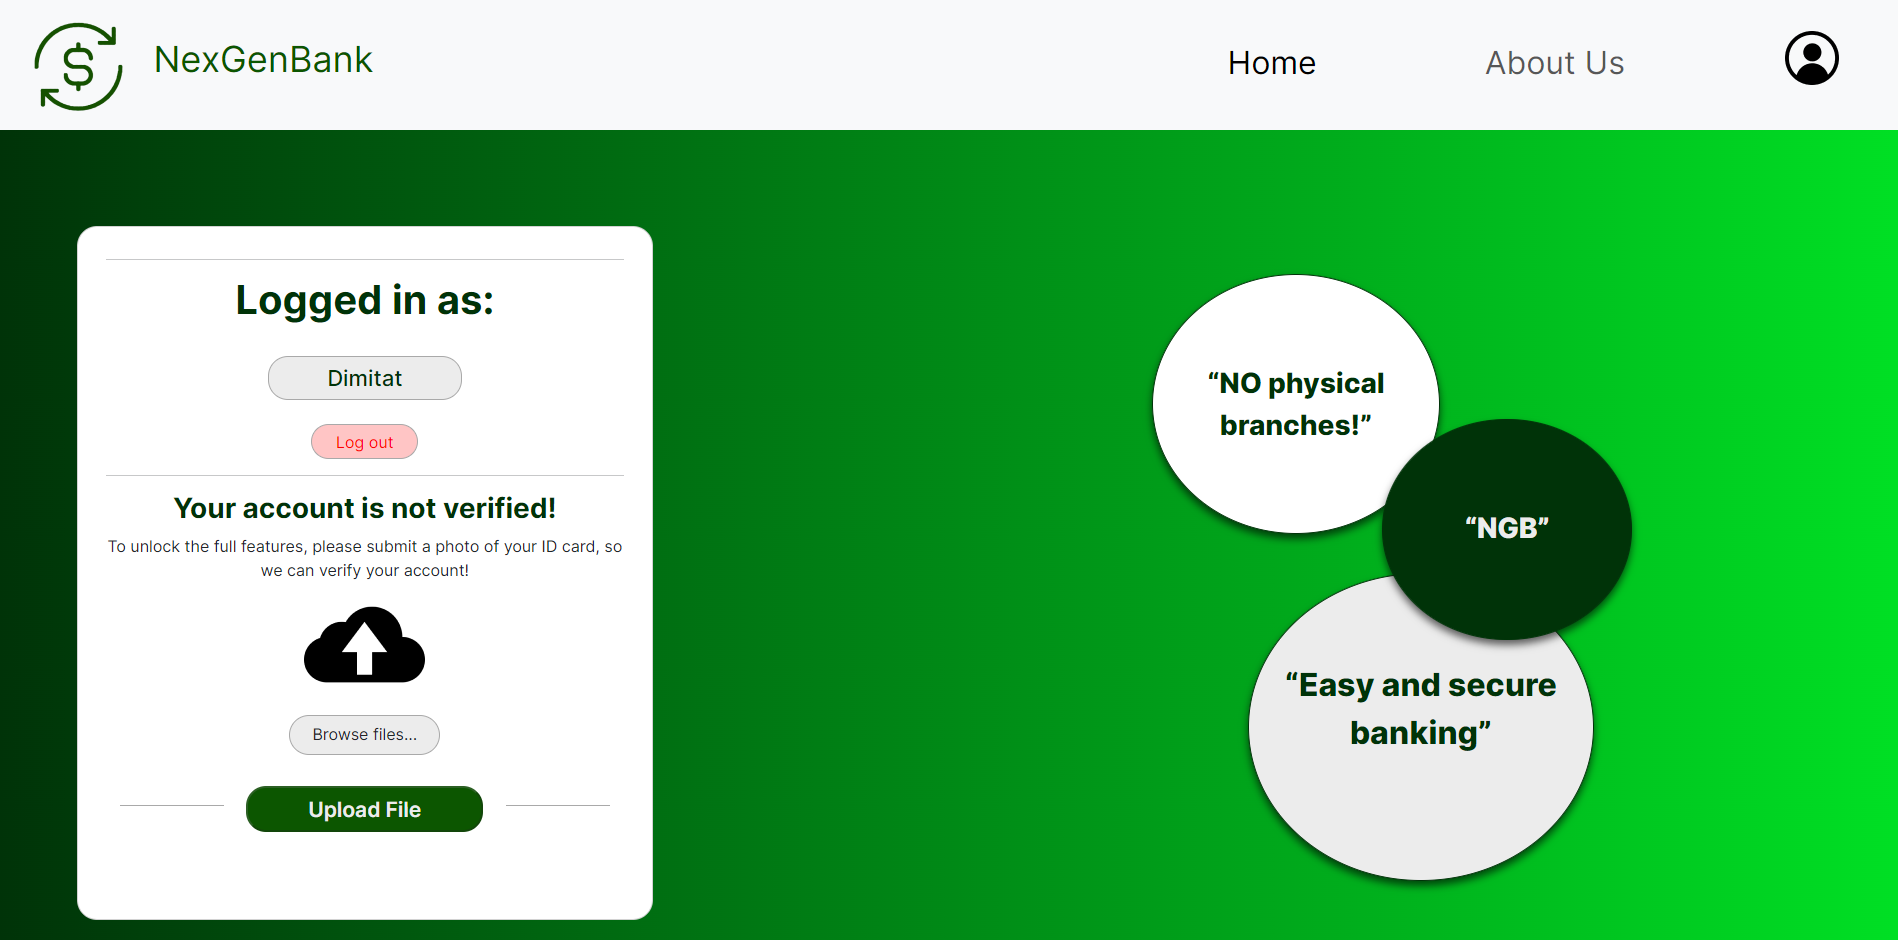 NexGenBank
Home
About Us
Logged in as:
Dimitat
Log out
Your account is not verified!
To unlock the full features, please submit a photo of your ID card, so
we can verify your account!
Browse files...
Upload File
“NO physical
branches!”
“NGB”
“Easy and secure
banking”